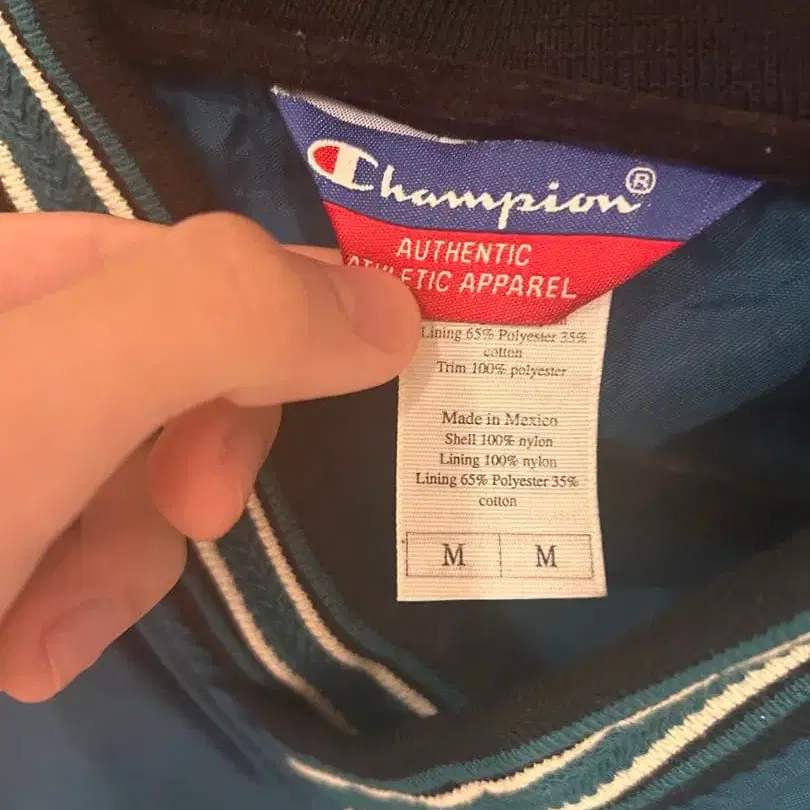 Champion®
AUTHENTIC
ATHLETIC APPAREL
Lining 65% Polyester 35%
cotton
Trim 100% polyester
Made in Mexico
Shell 100% nylon
Lining 100% nylon
Lining 65% Polyester 35%
cotton
M M